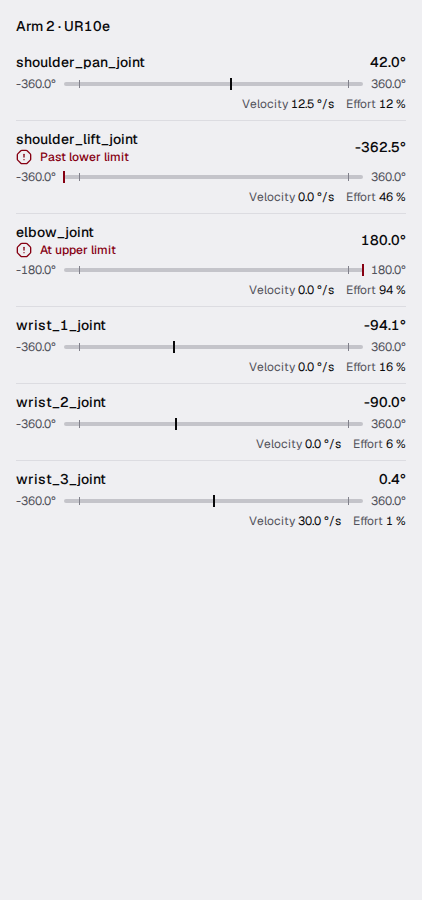 Arm 2 · UR10e
shoulder_pan_joint 42.0°
-360.0° 360.0°
Velocity 12.5 °/s Effort 12 %
shoulder_lift_joint -362.5°
Past lower limit
-360.0° 360.0°
Velocity 0.0 °/s Effort 46 %
elbow_joint 180.0°
At upper limit
-180.0° 180.0°
Velocity 0.0 °/s Effort 94 %
wrist_1_joint -94.1°
-360.0° 360.0°
Velocity 0.0 °/s Effort 16 %
wrist_2_joint -90.0°
-360.0° 360.0°
Velocity 0.0 °/s Effort 6 %
wrist_3_joint 0.4°
-360.0° 360.0°
Velocity 30.0 °/s Effort 1 %